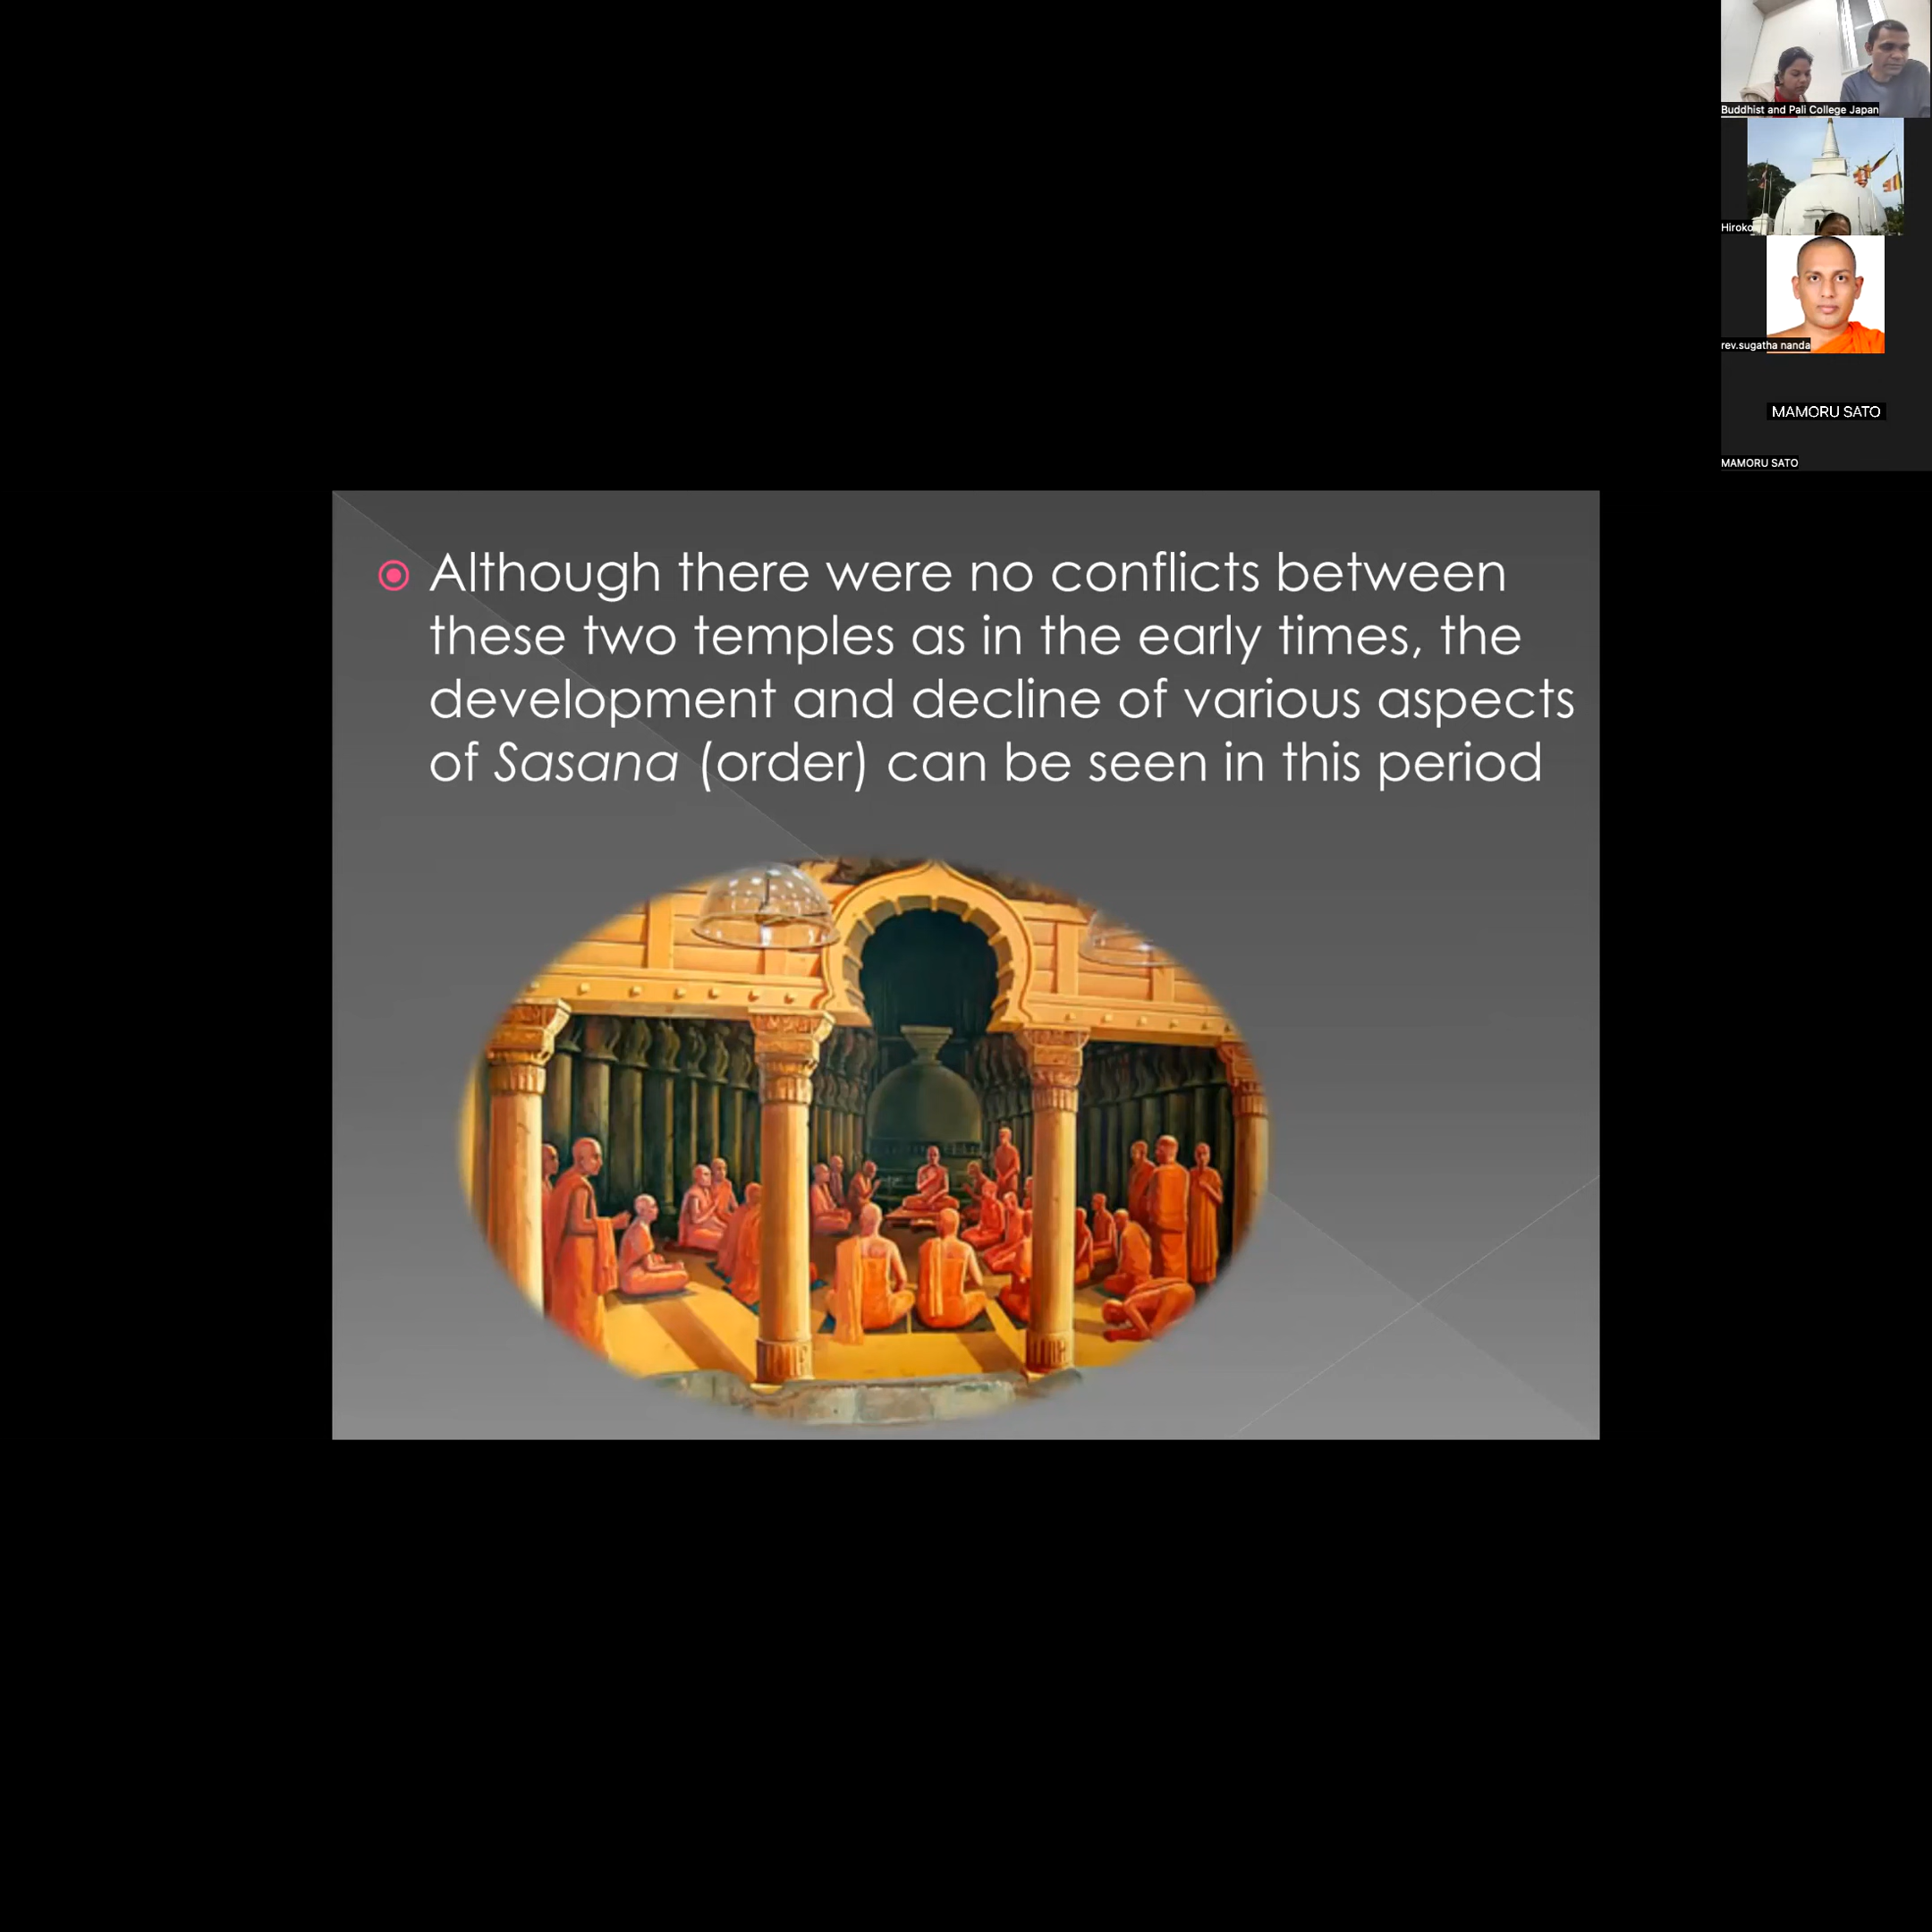 Buddhist and Pali College Japan
Hiroko
rev.sugatha nanda
MAMORU SATO
MAMORU SATO
Although there were no conflicts between
these two temples as in the early times, the
development and decline of various aspects
of Sasana (order) can be seen in this period